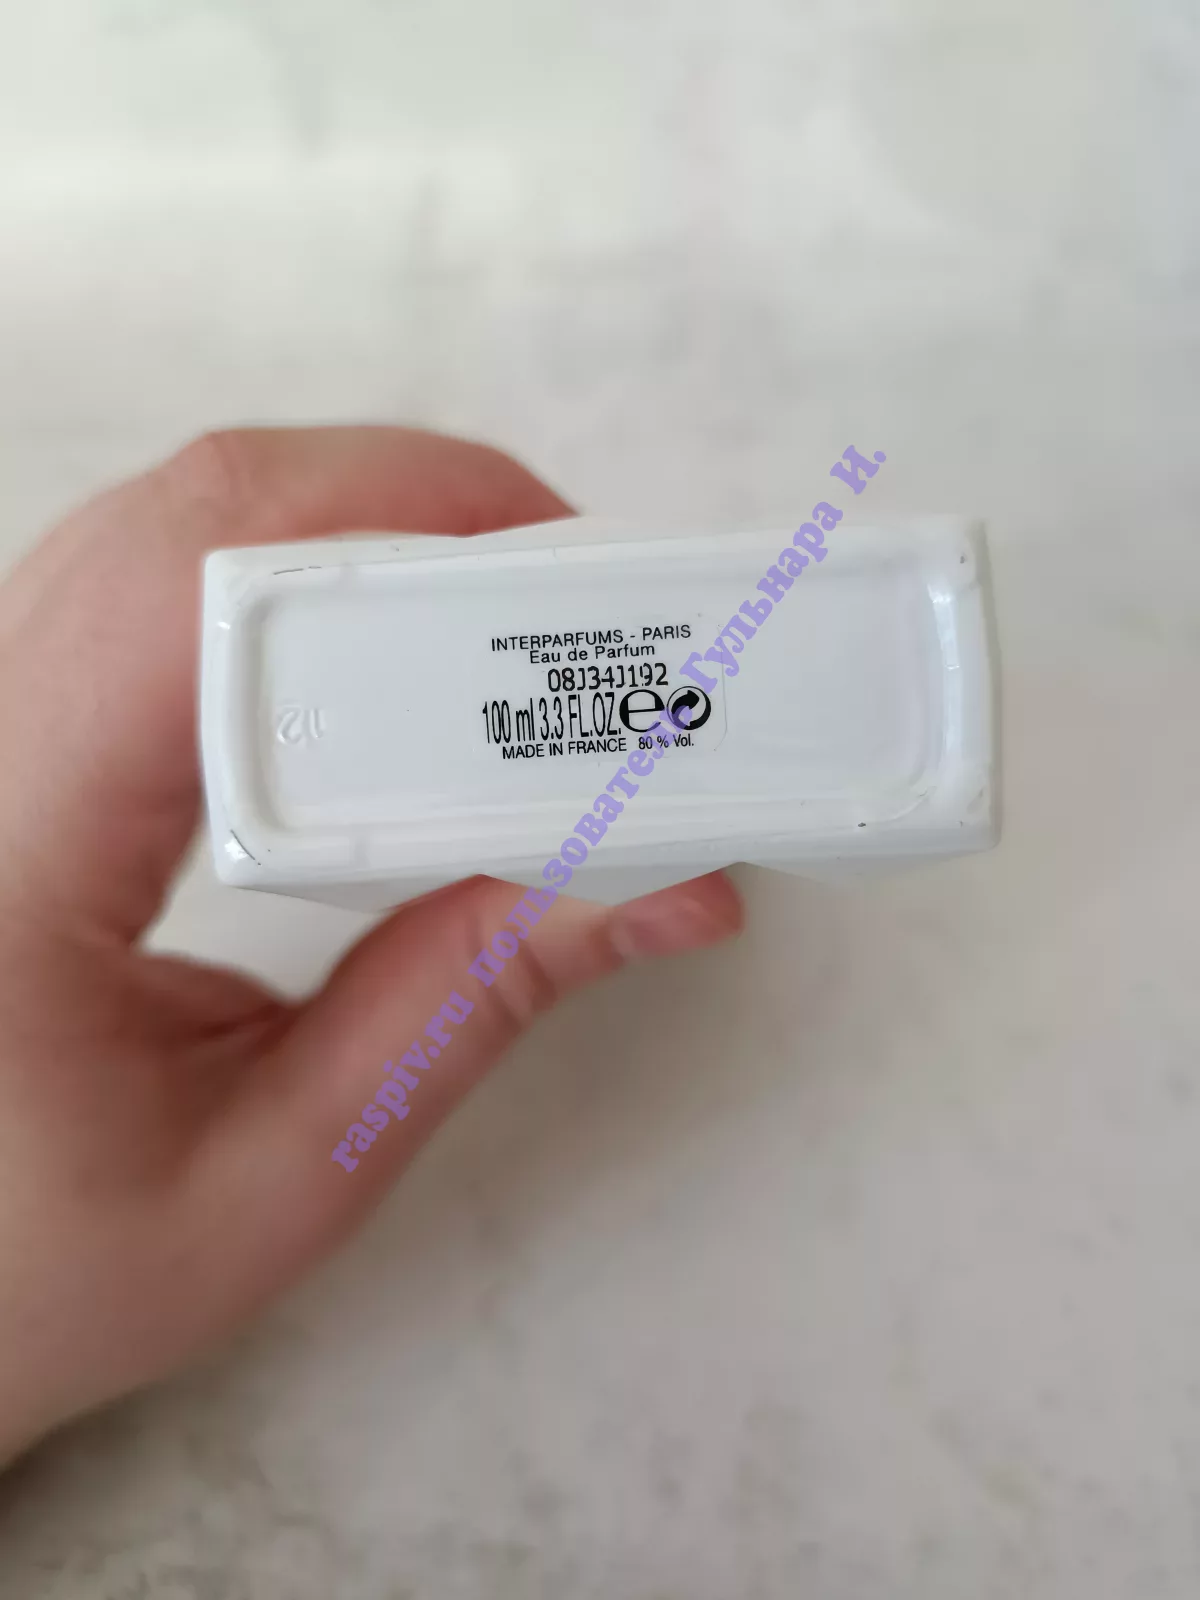 INTERPARFUMS - PARIS
Eau de Parfum
08J34J192
100 ml 3.3 FL.OZ. e
MADE IN FRANCE 80 % Vol.
12
raspiv.ru пользователь Гульнара И.